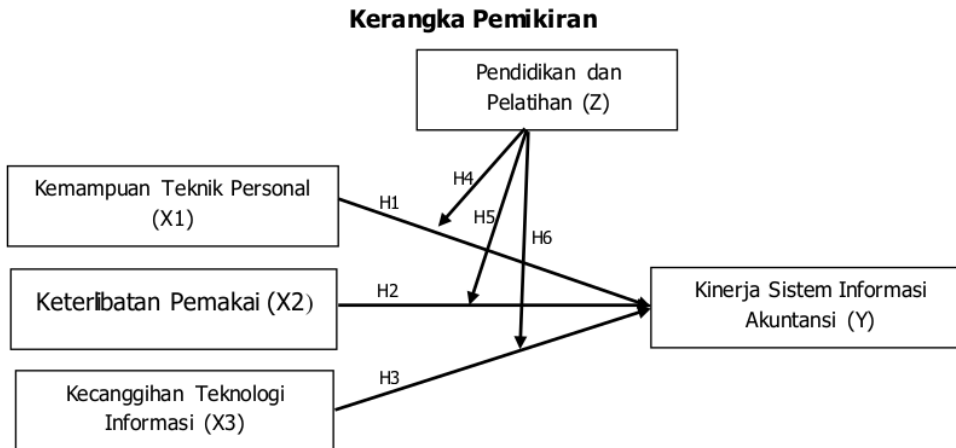 Kerangka Pemikiran
Pendidikan dan
Pelatihan (Z)
Kemampuan Teknik Personal
(X1)
H4
H1
H5
H6
Keterlibatan Pemakai (X2)
H2
Kinerja Sistem Informasi
Akuntansi (Y)
H3
Kecanggihan Teknologi
Informasi (X3)